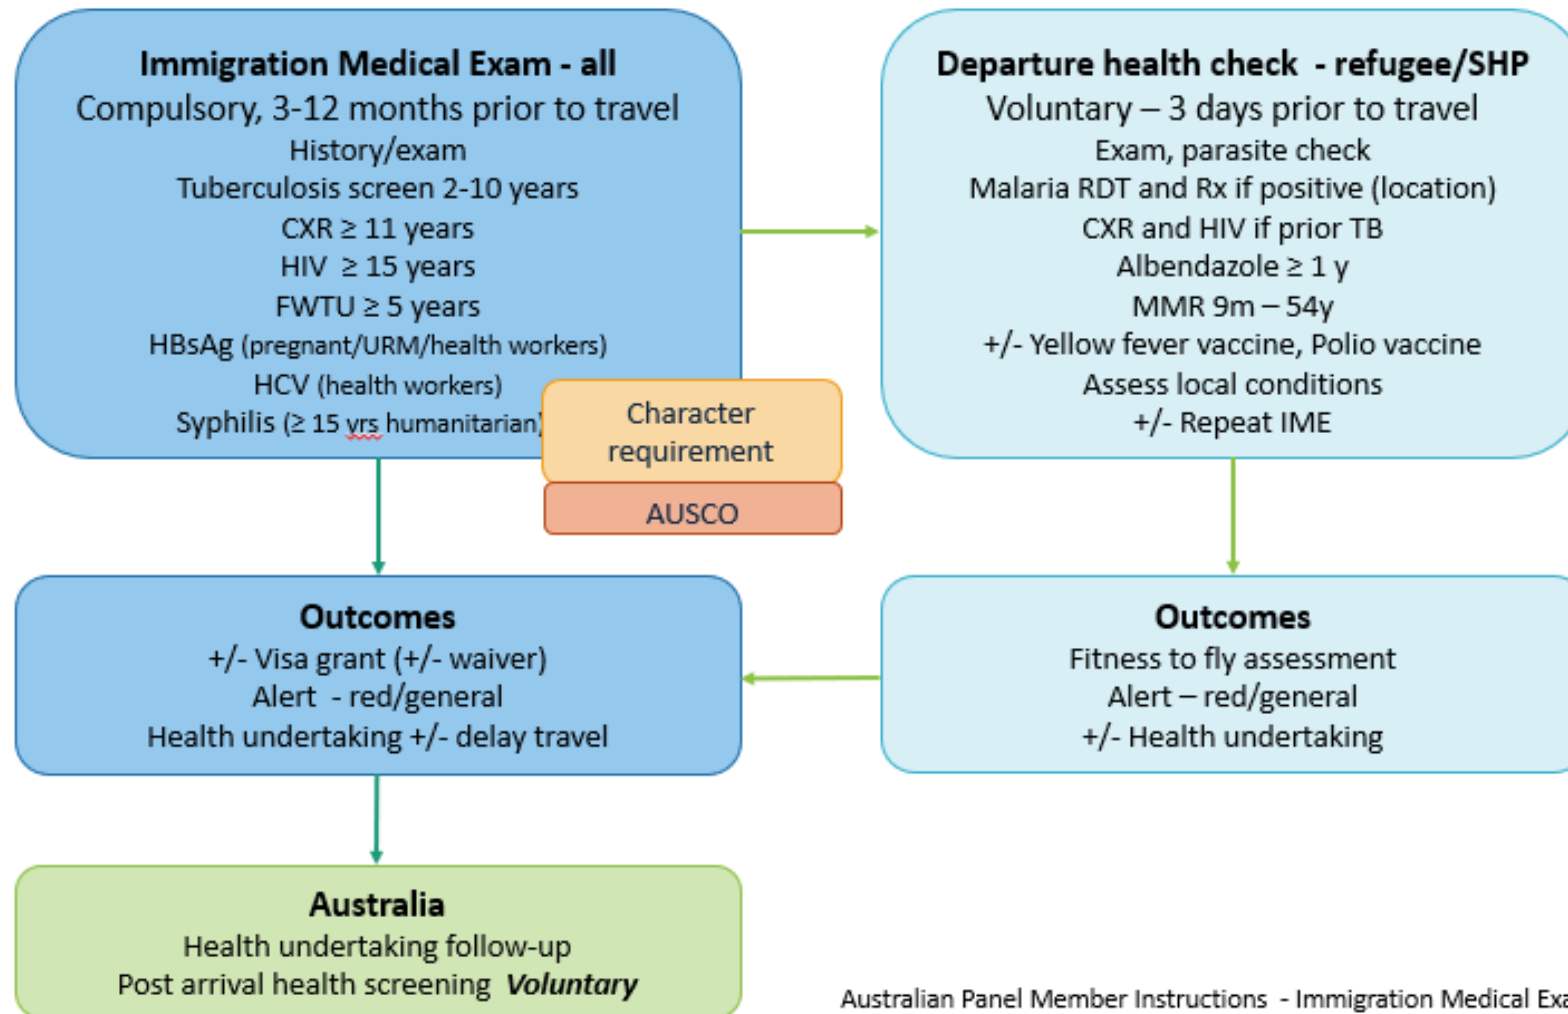 Immigration Medical Exam - all
Compulsory, 3-12 months prior to travel
History/exam
Tuberculosis screen 2-10 years
CXR ≥ 11 years
HIV ≥ 15 years
FWTU ≥ 5 years
HBsAg (pregnant/URM/health workers)
HCV (health workers)
Syphilis (≥ 15 yrs humanitarian)
Character
requirement
AUSCO
Departure health check - refugee/SHP
Voluntary – 3 days prior to travel
Exam, parasite check
Malaria RDT and Rx if positive (location)
CXR and HIV if prior TB
Albendazole ≥ 1 y
MMR 9m – 54y
+/- Yellow fever vaccine, Polio vaccine
Assess local conditions
+/- Repeat IME
Outcomes
+/- Visa grant (+/- waiver)
Alert - red/general
Health undertaking +/- delay travel
Outcomes
Fitness to fly assessment
Alert – red/general
+/- Health undertaking
Australia
Health undertaking follow-up
Post arrival health screening Voluntary
Australian Panel Member Instructions - Immigration Medical